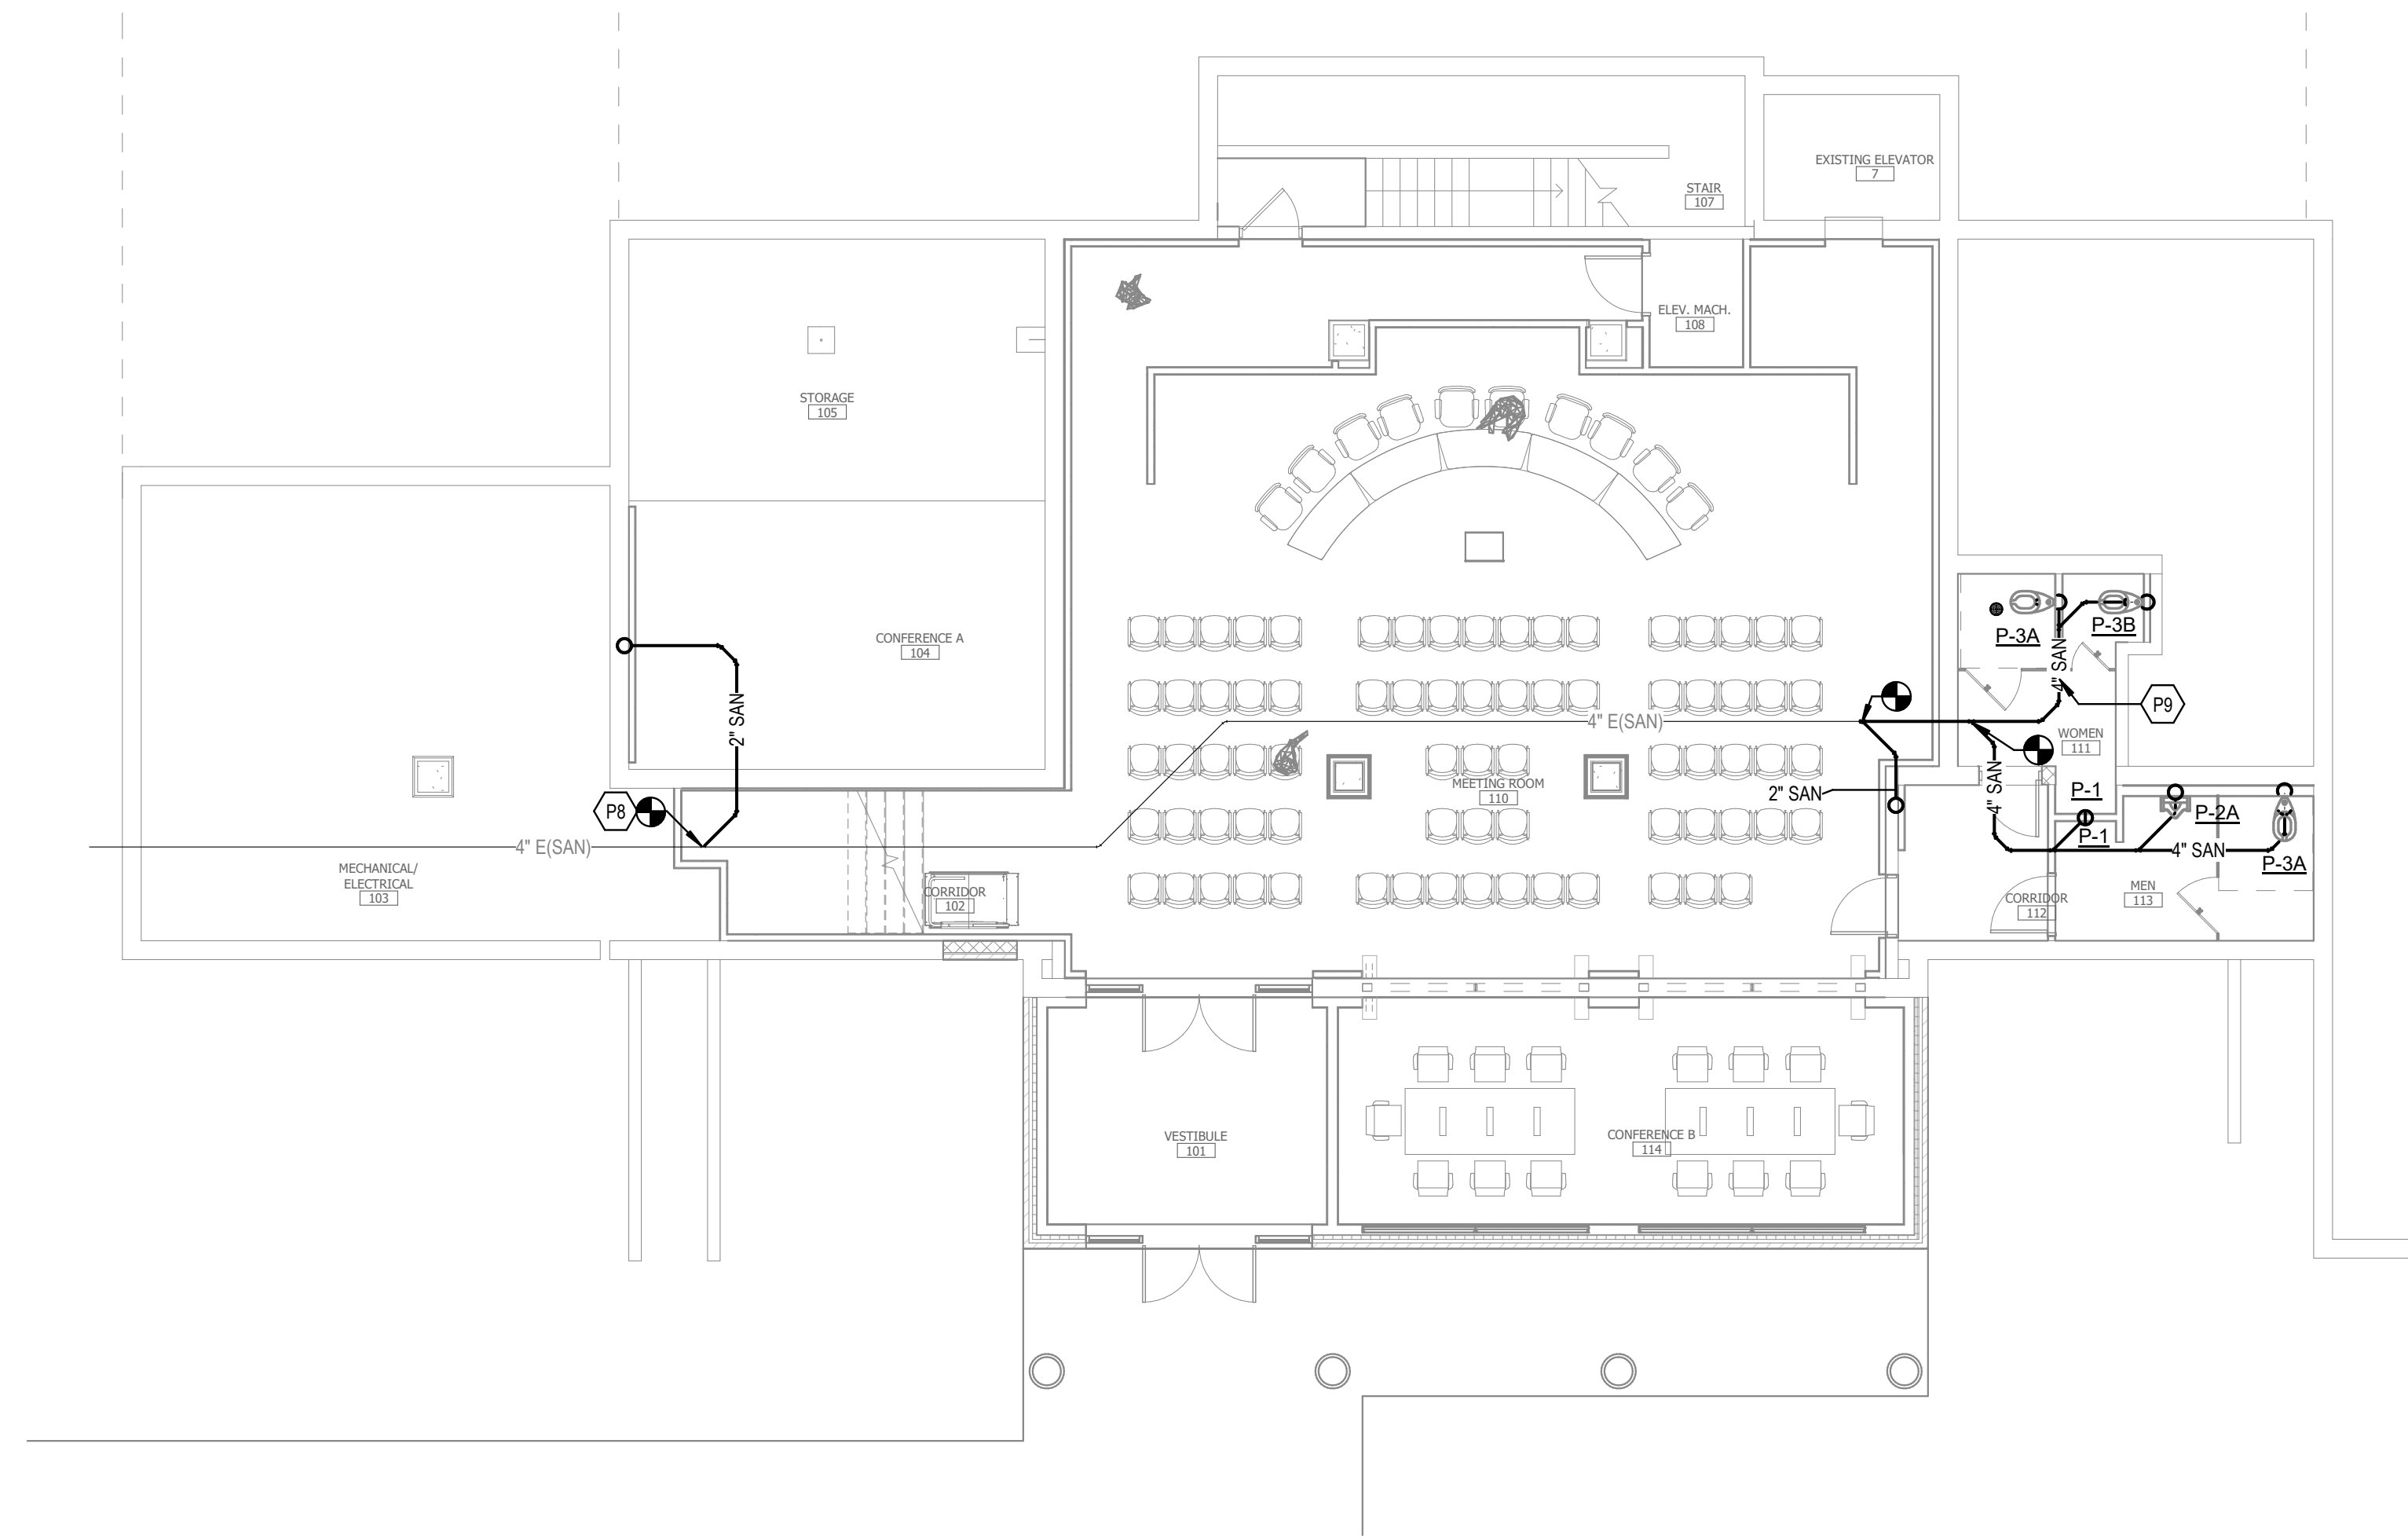 EXISTING ELEVATOR
7
STAIR
107
ELEV. MACH.
108
STORAGE
105
CONFERENCE A
104
P-3A
P-3B
4" SAN
P9
2" SAN
4" E(SAN)
WOMEN
111
MEETING ROOM
110
2" SAN
4" SAN
P-1
P-1
P-2A
4" SAN
P-3A
P8
4" E(SAN)
MECHANICAL/
ELECTRICAL
103
CORRIDOR
102
CORRIDOR
112
MEN
113
VESTIBULE
101
CONFERENCE B
114